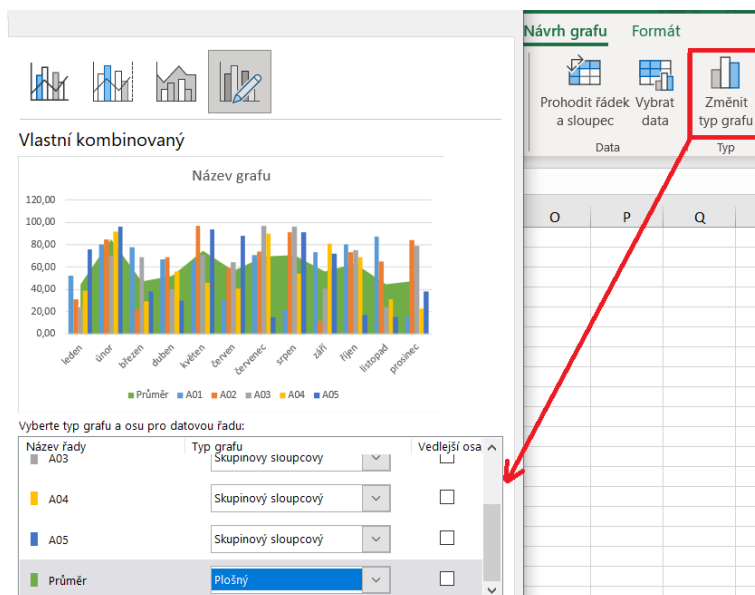 Návrh grafu Formát
Prohodit řádek
a sloupec
Vybrat
data
Změnit
typ grafu
Data
Typ
O P Q
Vlastní kombinovaný
Název grafu
120,00
100,00
80,00
60,00
40,00
20,00
0,00
leden únor březen duben květen červen červenec srpen září říjen listopad prosinec
Průměr A01 A02 A03 A04 A05
Vyberte typ grafu a osu pro datovou řadu:
Název řady Typ grafu Vedlejší osa
A03 Skupinový sloupcový
A04 Skupinový sloupcový
A05 Skupinový sloupcový
Průměr Plošný